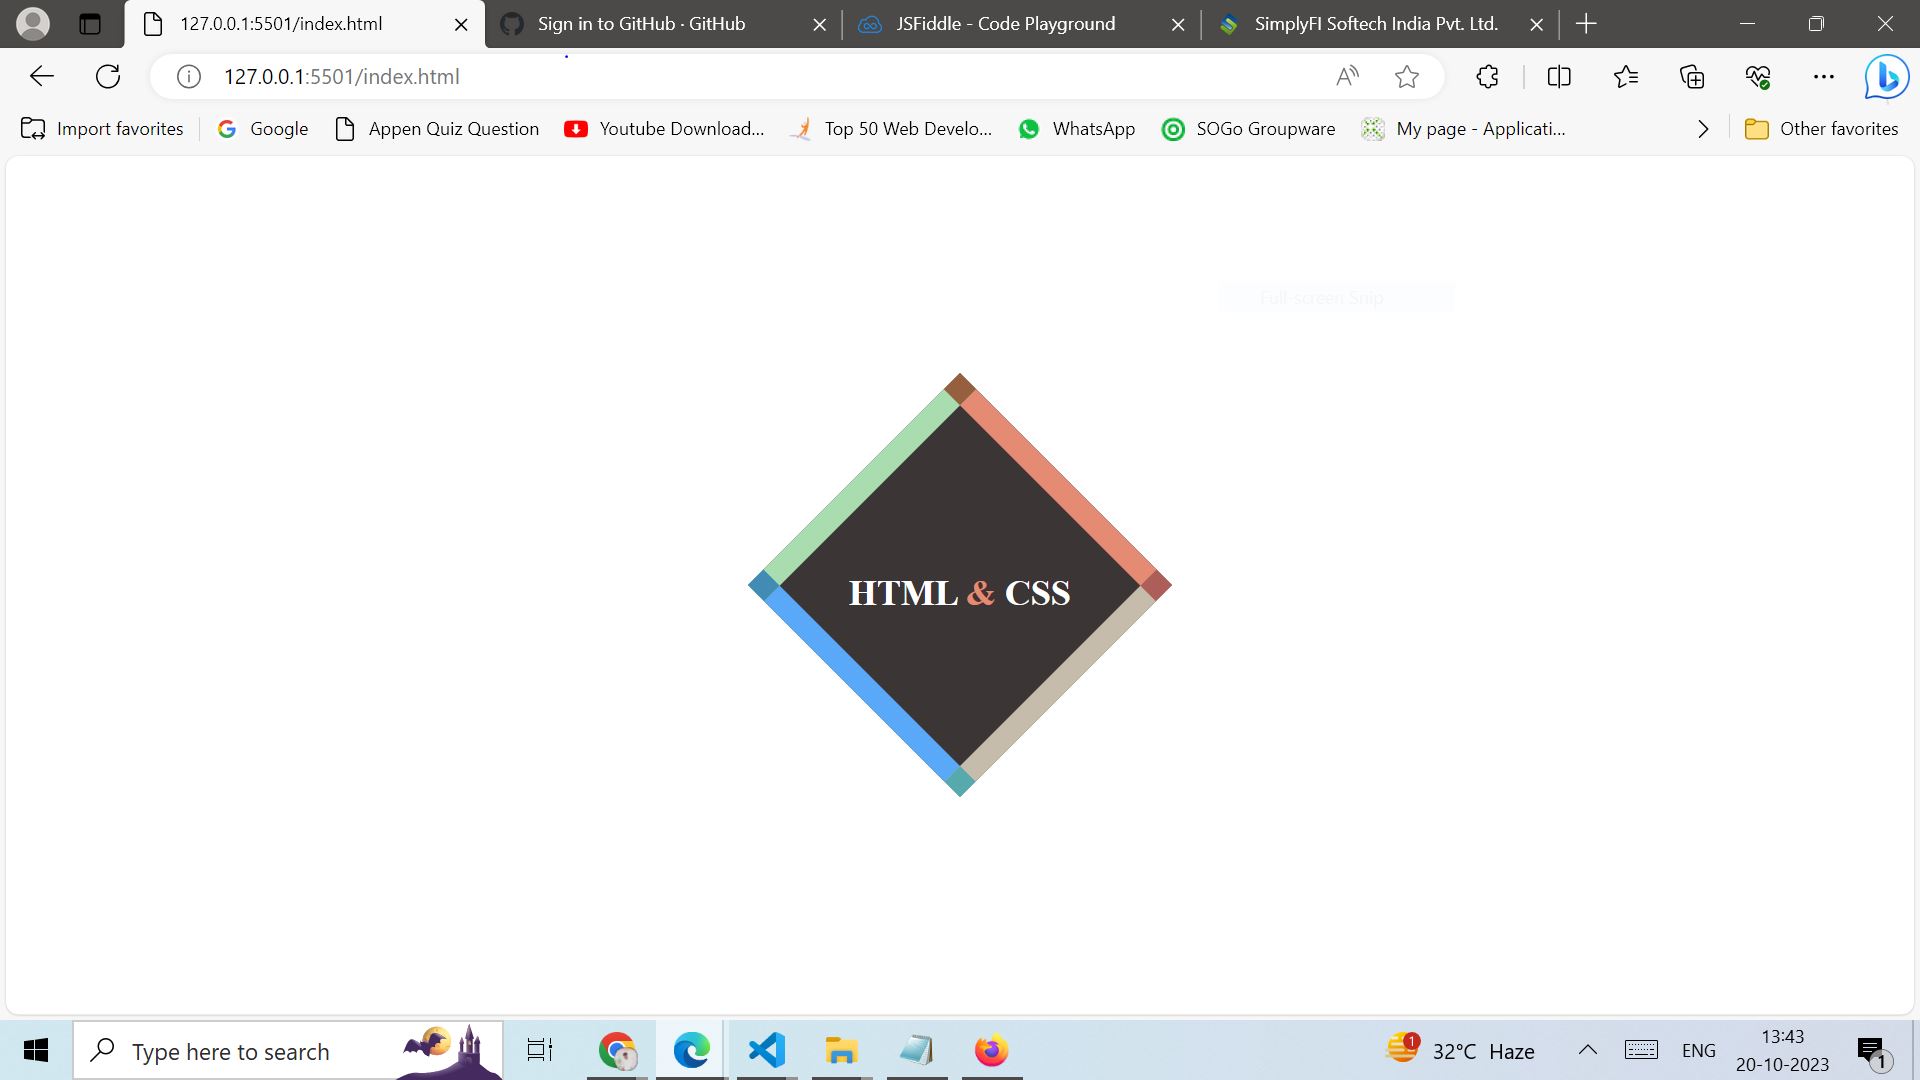 127.0.0.1:5501/index.html
Sign in to GitHub · GitHub
JSFiddle - Code Playground
SimplyFI Softech India Pvt. Ltd.
127.0.0.1:5501/index.html
Import favorites
Google
Appen Quiz Question
Youtube Download...
Top 50 Web Develo...
WhatsApp
SOGo Groupware
My page - Applicati...
Other favorites
Full-screen Snip
HTML & CSS
Type here to search
1
32°C Haze
ENG
13:43
20-10-2023
1